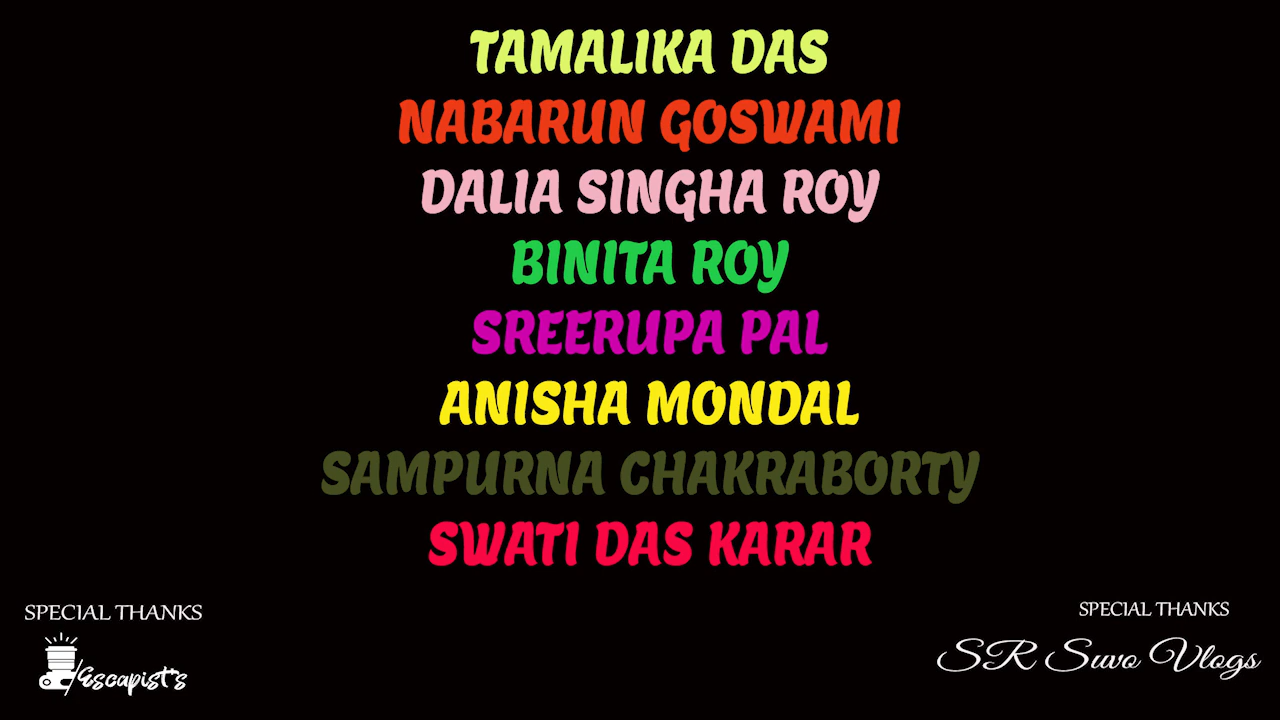 TAMALIKA DAS
NABARUN GOSWAMI
DALIA SINGHA ROY
BINITA ROY
SREERUPA PAL
ANISHA MONDAL
SAMPURNA CHAKRABORTY
SWATI DAS KARAR
SPECIAL THANKS
Escapist's
SPECIAL THANKS
SR Suvo Vlogs